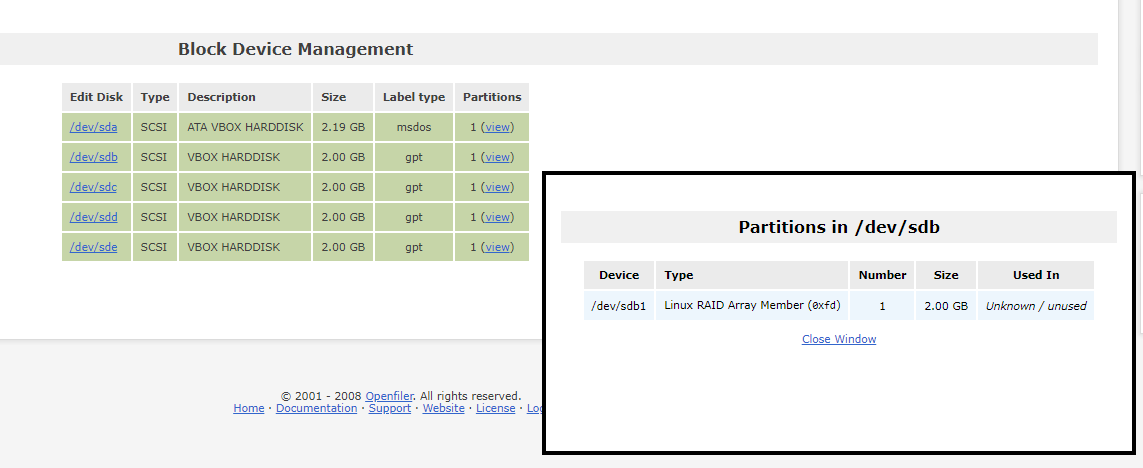 Block Device Management
Edit Disk Type Description Size Label type Partitions
/dev/sda SCSI ATA VBOX HARDDISK 2.19 GB msdos 1 (view)
/dev/sdb SCSI VBOX HARDDISK 2.00 GB gpt 1 (view)
/dev/sdc SCSI VBOX HARDDISK 2.00 GB gpt 1 (view)
/dev/sdd SCSI VBOX HARDDISK 2.00 GB gpt 1 (view)
/dev/sde SCSI VBOX HARDDISK 2.00 GB gpt 1 (view)
Partitions in /dev/sdb
Device Type Number Size Used In
/dev/sdb1 Linux RAID Array Member (0xfd) 1 2.00 GB Unknown / unused
Close Window
© 2001 - 2008 Openfiler. All rights reserved.
Home · Documentation · Support · Website · License ·